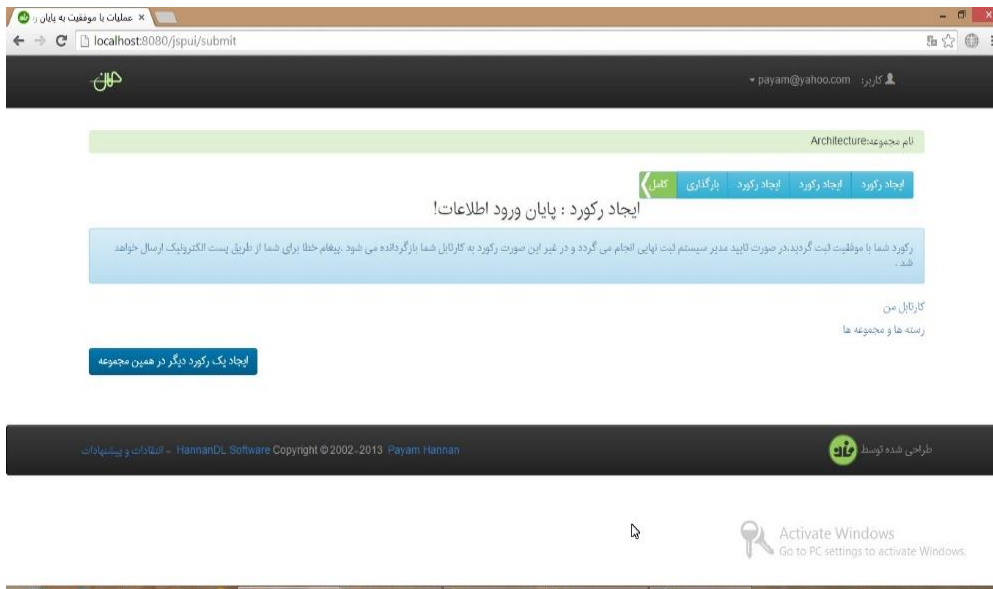 عملیات با موفقیت به پایان ر
localhost:8080/jspui/submit
کاربر: payam@yahoo.com
نام مجموعه:Architecture
ایجاد رکورد ایجاد رکورد ایجاد رکورد بارگذاری کامل
ایجاد رکورد : پایان ورود اطلاعات!
رکورد شما با موفقیت ثبت گردید.در صورت تایید مدیر سیستم ثبت نهایی انجام می گردد و در غیر این صورت رکورد به کارتابل شما بازگردانده می شود .پیغام خطا برای شما از طریق پست الکترونیک ارسال خواهد
شد .
کارتابل من
رسته ها و مجموعه ها
ایجاد یک رکورد دیگر در همین مجموعه
طراحی شده توسط
انتقادات و پیشنهادات - HannanDL Software Copyright © 2002-2013 Payam Hannan
Activate Windows
Go to PC settings to activate Windows.